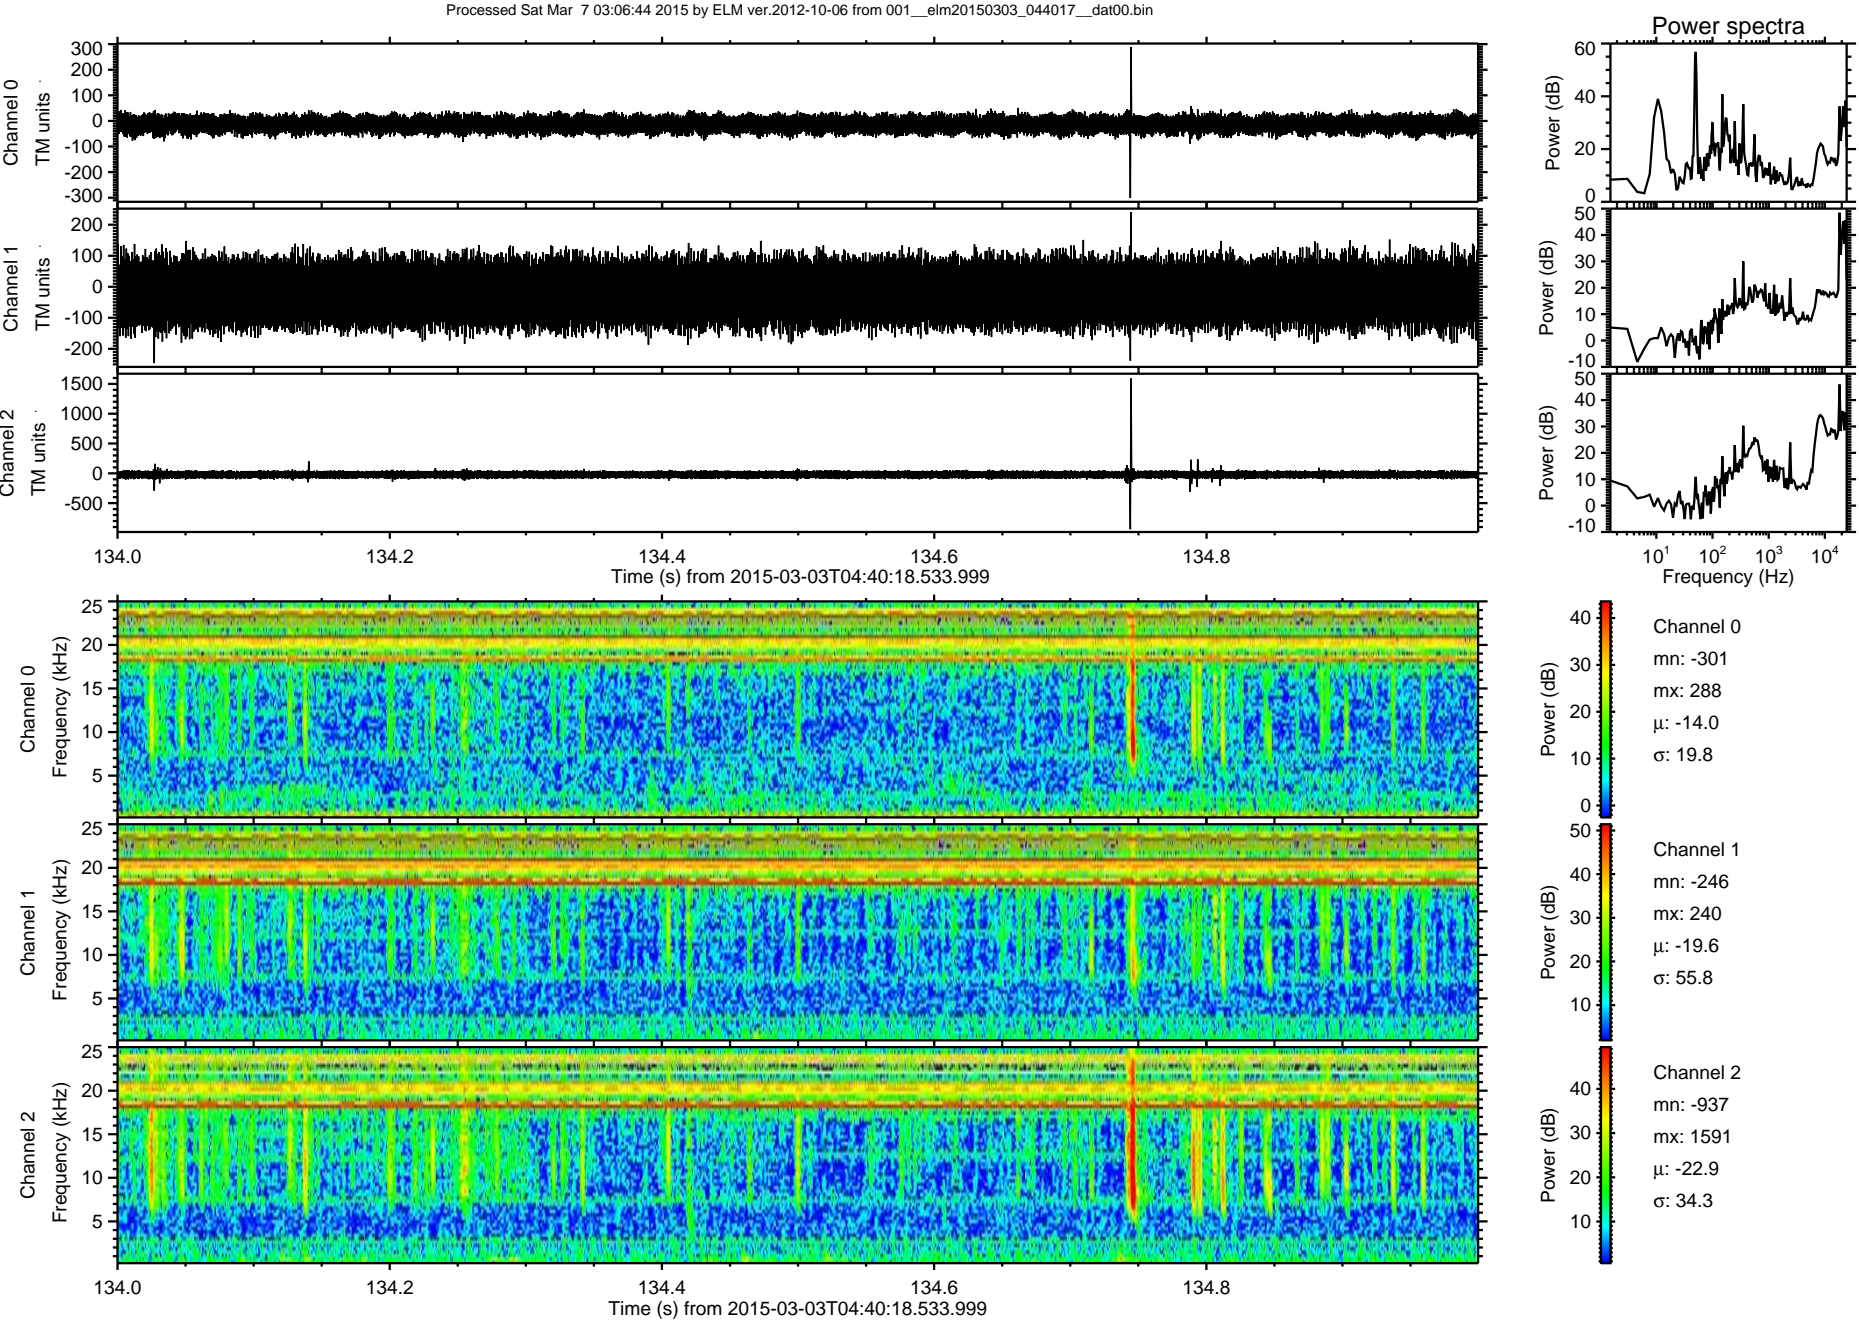 Processed Sat Mar 7 03:06:44 2015 by ELM ver.2012-10-06 from 001__elm20150303_044017__dat00.bin
Power spectra
Channel 0
TM units
300
200
100
0
-100
-200
-300
Power (dB)
60
40
20
0
Channel 1
TM units
200
100
0
-100
-200
Power (dB)
50
40
30
20
10
0
-10
Channel 2
TM units
1500
1000
500
0
-500
Power (dB)
50
40
30
20
10
0
-10
134.0 134.2 134.4 134.6 134.8
Time (s) from 2015-03-03T04:40:18.533.999
10¹ 10² 10³ 10⁴
Frequency (Hz)
Channel 0
Frequency (kHz)
25
20
15
10
5
Power (dB)
40
30
20
10
0
Channel 0
mn: -301
mx: 288
μ: -14.0
σ: 19.8
Channel 1
Frequency (kHz)
25
20
15
10
5
Power (dB)
50
40
30
20
10
Channel 1
mn: -246
mx: 240
μ: -19.6
σ: 55.8
Channel 2
Frequency (kHz)
25
20
15
10
5
Power (dB)
40
30
20
10
Channel 2
mn: -937
mx: 1591
μ: -22.9
σ: 34.3
134.0 134.2 134.4 134.6 134.8
Time (s) from 2015-03-03T04:40:18.533.999